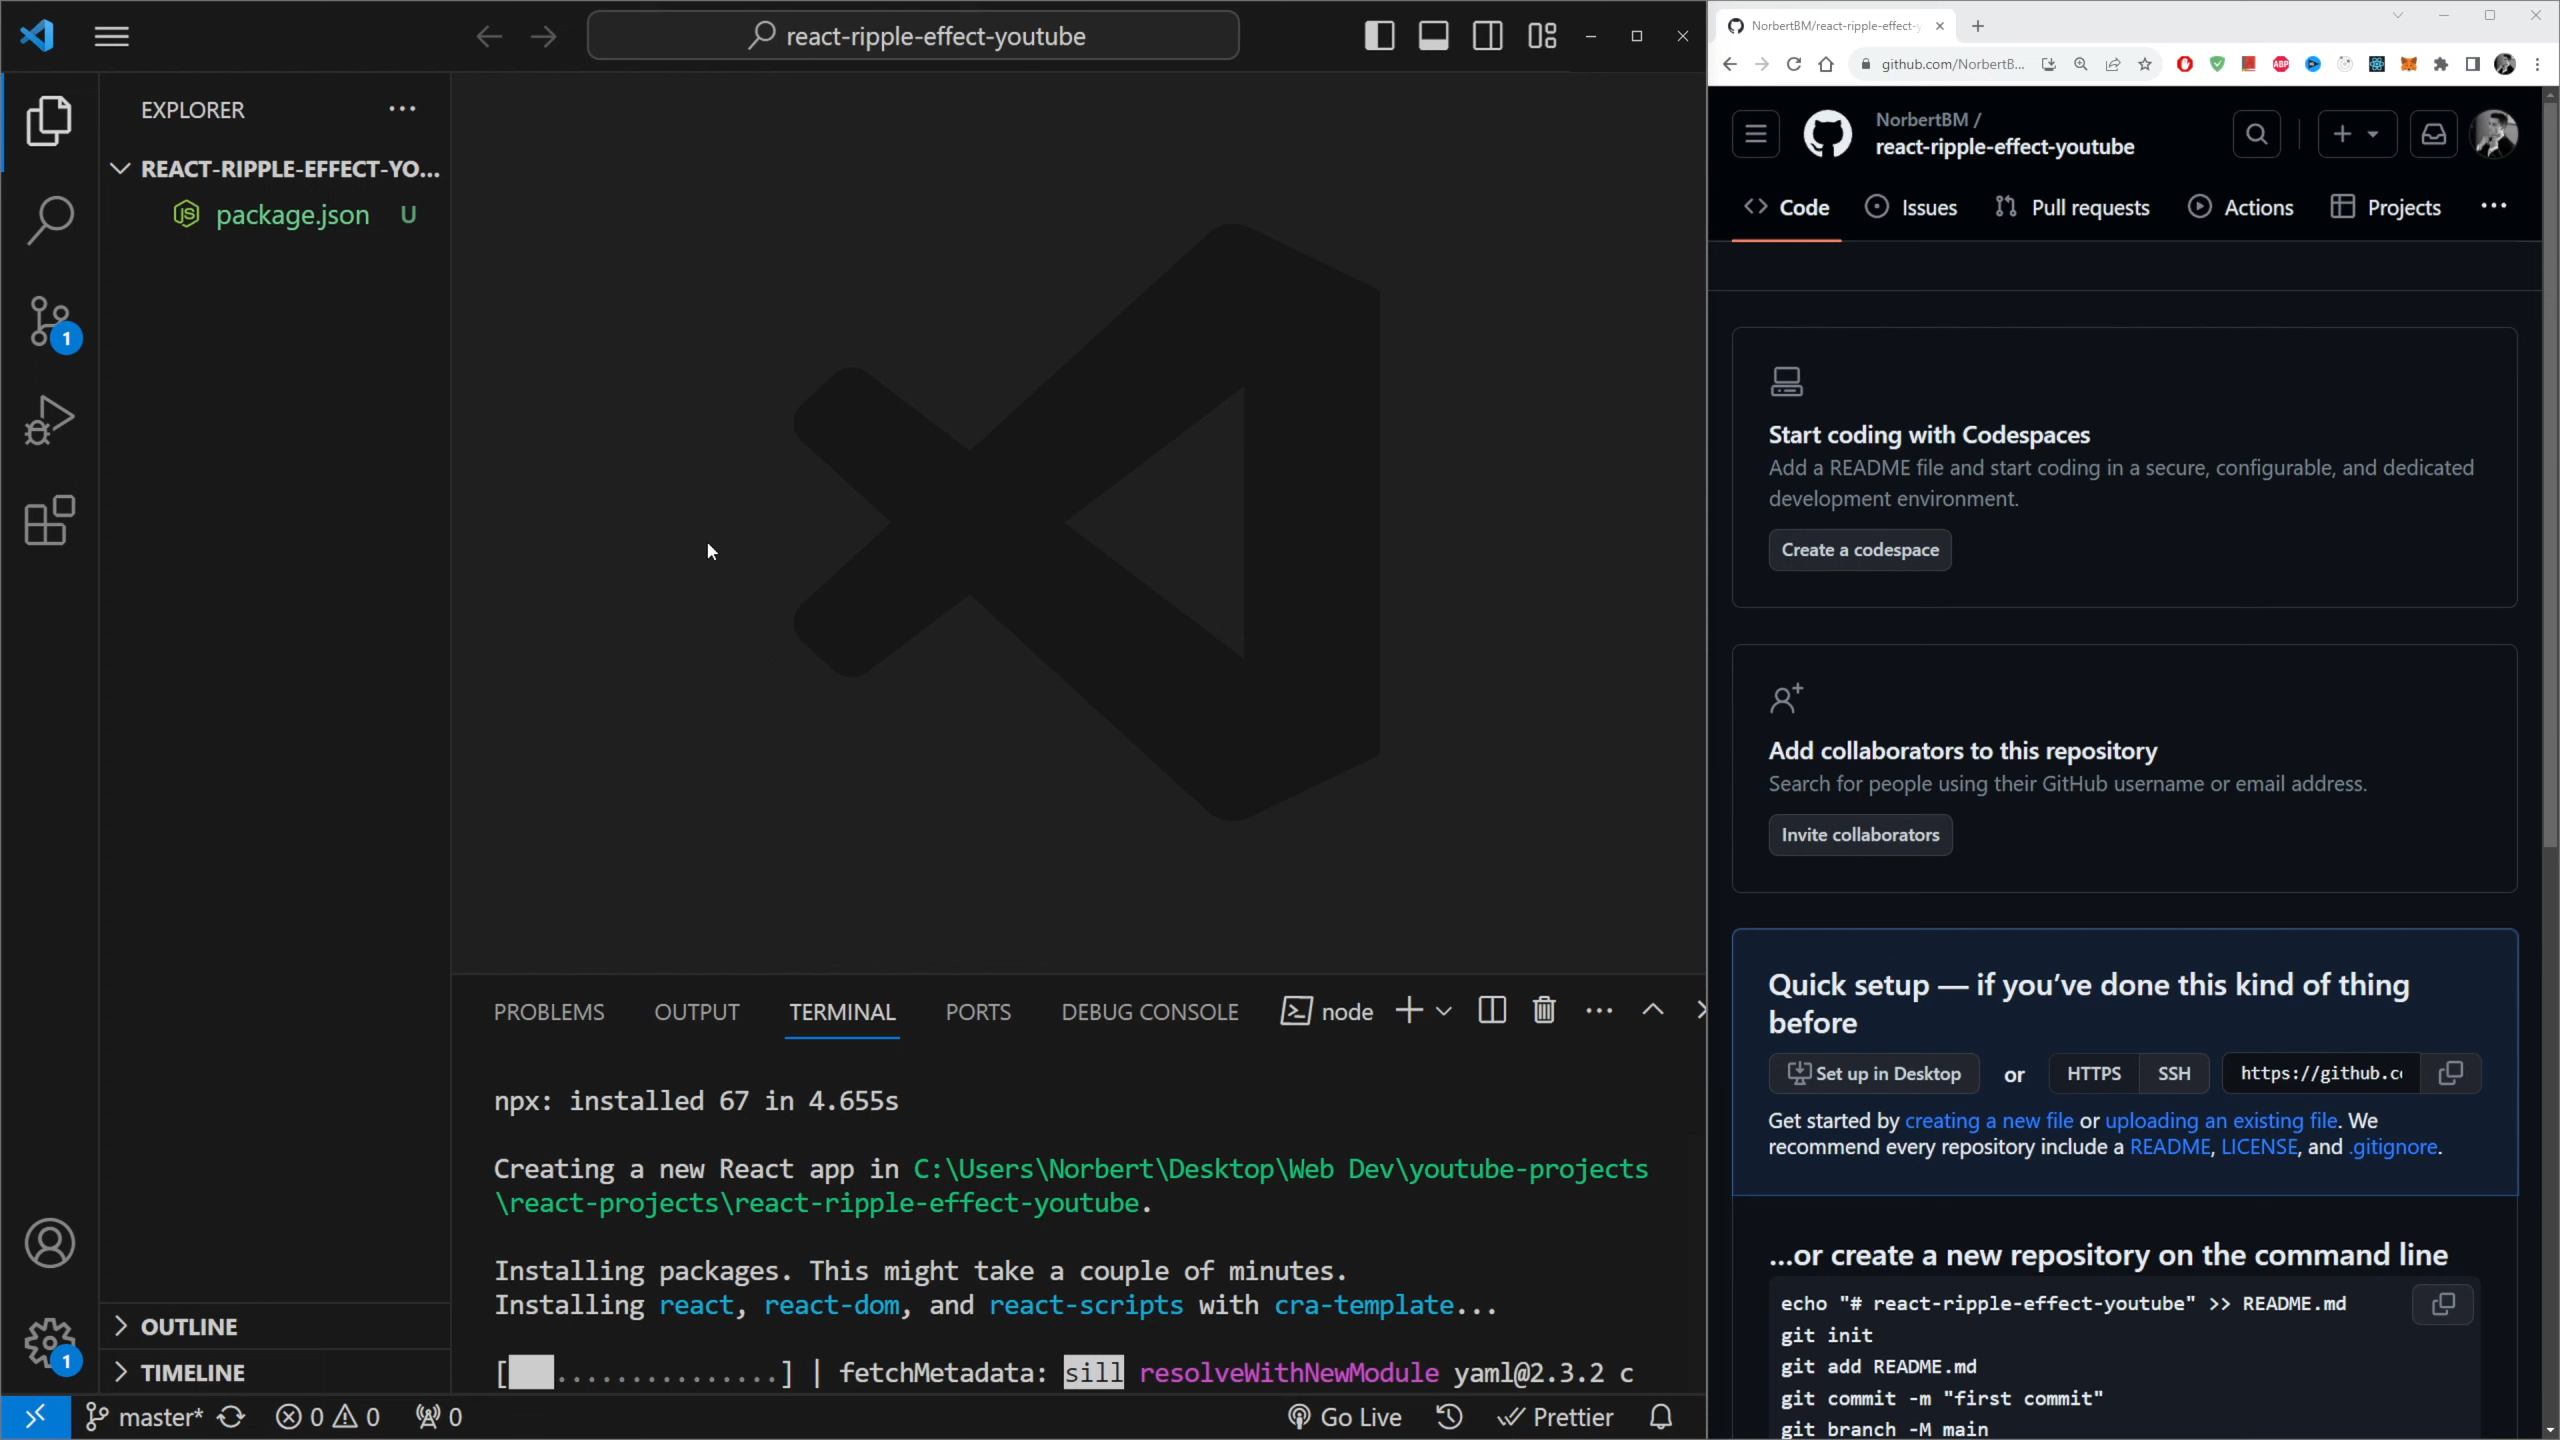 react-ripple-effect-youtube
EXPLORER
REACT-RIPPLE-EFFECT-YO...
package.json U
1
1
OUTLINE
TIMELINE
PROBLEMS OUTPUT TERMINAL PORTS DEBUG CONSOLE node
npx: installed 67 in 4.655s
Creating a new React app in C:\Users\Norbert\Desktop\Web Dev\youtube-projects
\react-projects\react-ripple-effect-youtube.
Installing packages. This might take a couple of minutes.
Installing react, react-dom, and react-scripts with cra-template...
[ ...............] | fetchMetadata: sill resolveWithNewModule yaml@2.3.2 c
master* 0 0 0 Go Live Prettier
NorbertBM/react-ripple-effect-y
github.com/NorbertB...
ABP
NorbertBM /
react-ripple-effect-youtube
Code Issues Pull requests Actions Projects
Start coding with Codespaces
Add a README file and start coding in a secure, configurable, and dedicated
development environment.
Create a codespace
Add collaborators to this repository
Search for people using their GitHub username or email address.
Invite collaborators
Quick setup — if you’ve done this kind of thing
before
Set up in Desktop or HTTPS SSH https://github.c
Get started by creating a new file or uploading an existing file. We
recommend every repository include a README, LICENSE, and .gitignore.
...or create a new repository on the command line
echo "# react-ripple-effect-youtube" >> README.md
git init
git add README.md
git commit -m "first commit"
git branch -M main